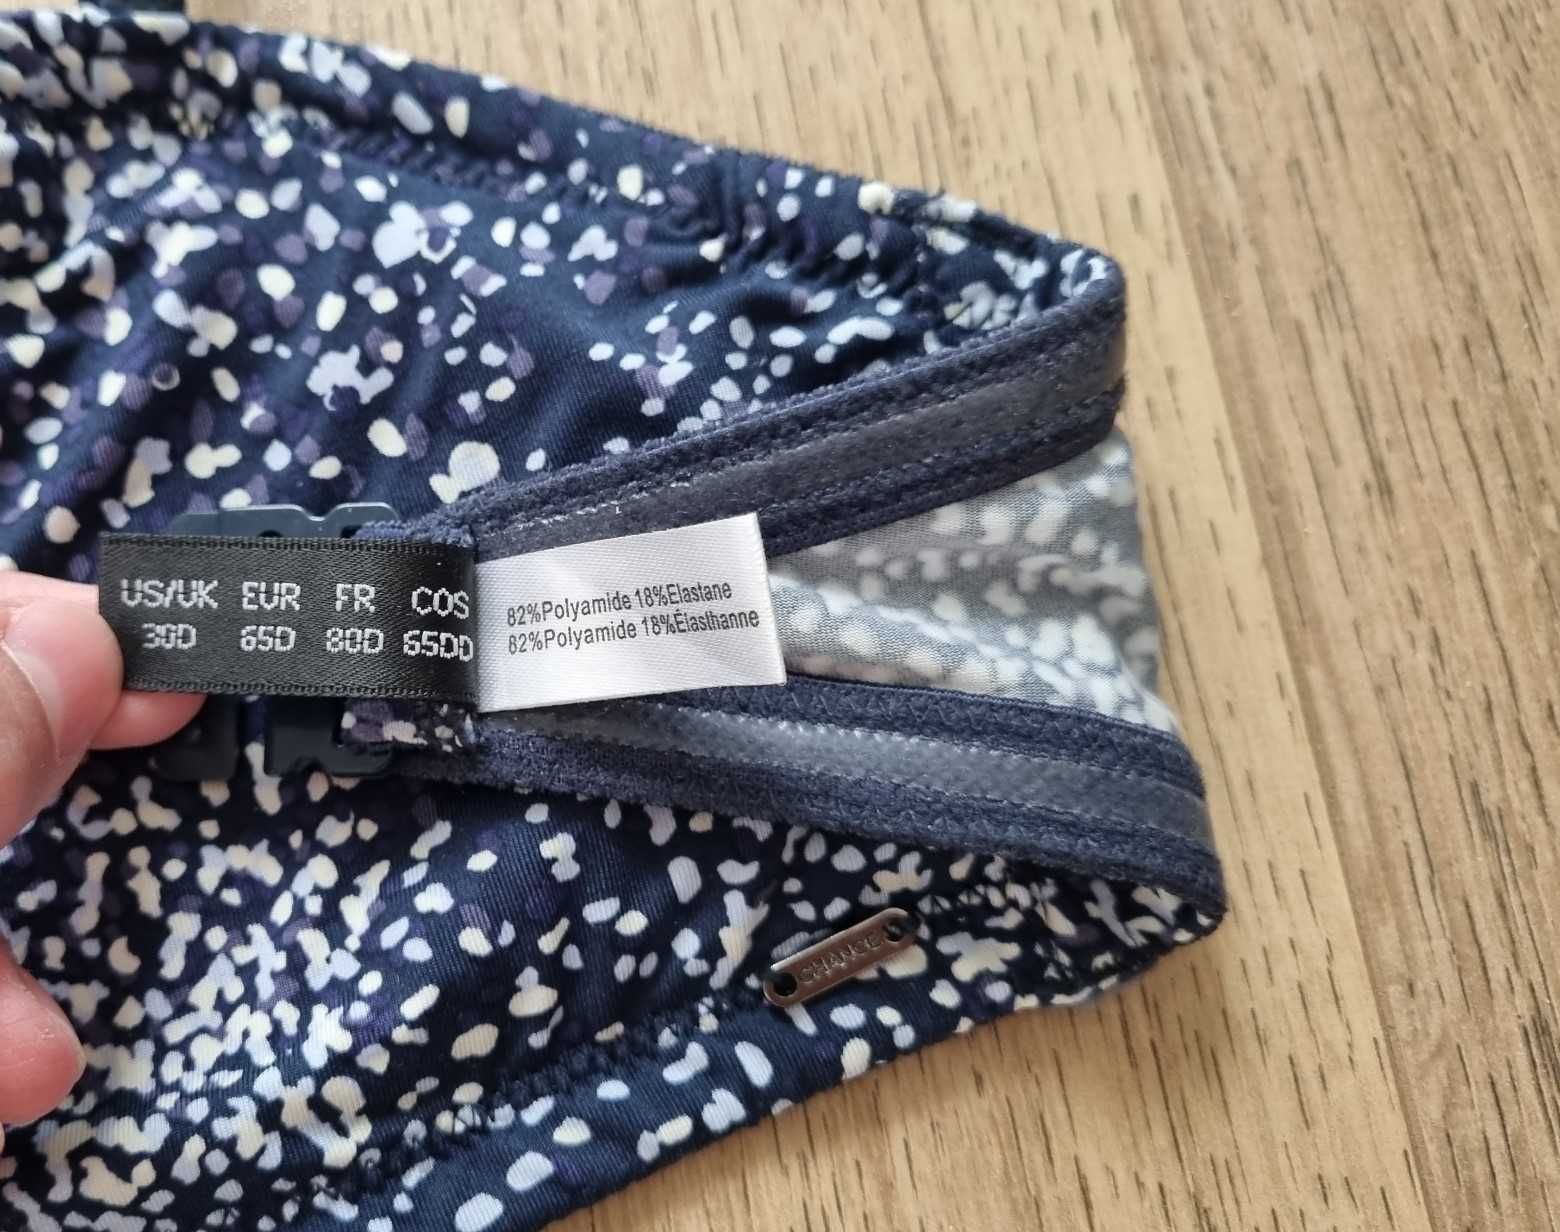 US/UK EUR FR COS
30D 65D 80D 65DD
82%Polyamide 18%Elastane
82%Polyamide 18%Élasthanne
CHANGE